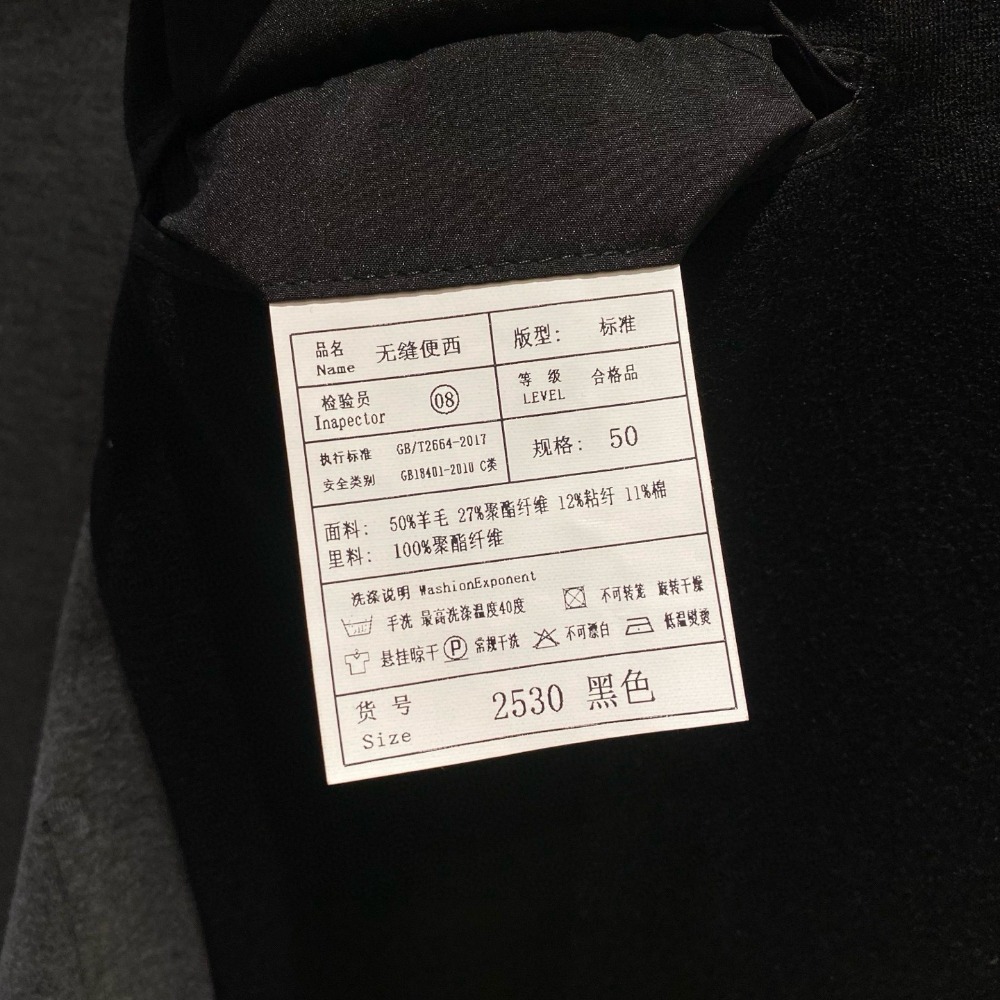 品名 无缝便西
Name
版型： 标准
检验员 08
Inapector
等 级 合格品
LEVEL
执行标准 GB/T2664-2017
安全类别 GB18401-2010 C类
规格： 50
面料： 50%羊毛 27%聚酯纤维 12%粘纤 11%棉
里料： 100%聚酯纤维
洗涤说明 WashionExponent
手洗 最高洗涤温度40度 不可转笼 旋转干燥
悬挂晾干 P 常规干洗 不可漂白 低温熨烫
货 号 2530 黑色
Size